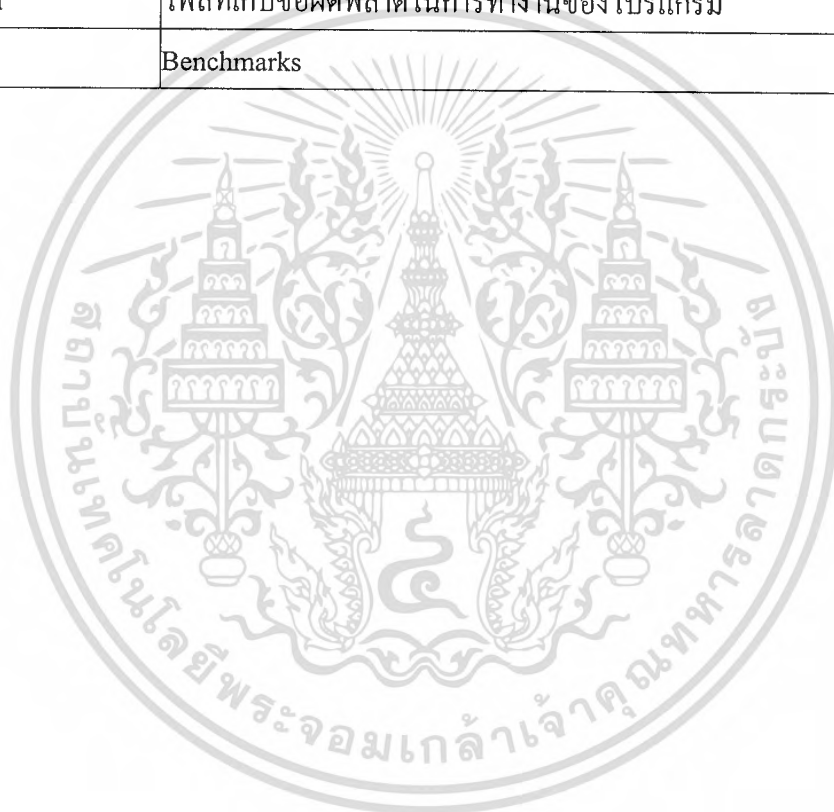 ไฟล์ที่เก็บข้อผิดพลาดในการทำงานของโปรแกรม
Benchmarks
สถาบันเทคโนโลยีพระจอมเกล้าเจ้าคุณทหารลาดกระบัง
๔